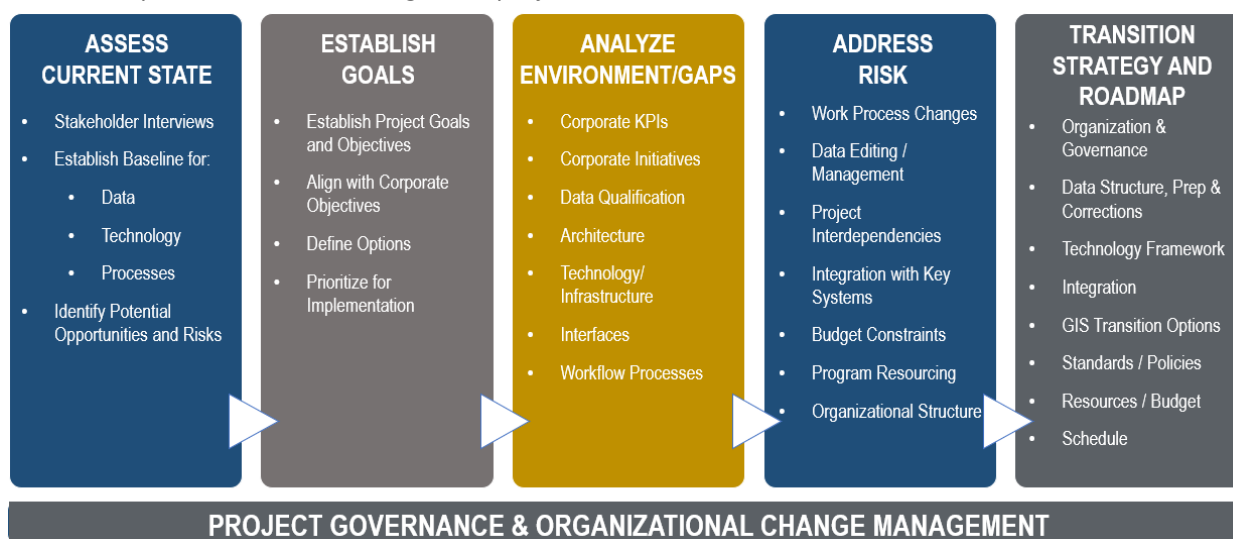 ASSESS
CURRENT STATE
• Stakeholder Interviews
• Establish Baseline for:
• Data
• Technology
• Processes
• Identify Potential
Opportunities and Risks
ESTABLISH
GOALS
• Establish Project Goals
and Objectives
• Align with Corporate
Objectives
• Define Options
• Prioritize for
Implementation
ANALYZE
ENVIRONMENT/GAPS
• Corporate KPIs
• Corporate Initiatives
• Data Qualification
• Architecture
• Technology/
Infrastructure
• Interfaces
• Workflow Processes
ADDRESS
RISK
• Work Process Changes
• Data Editing /
Management
• Project
Interdependencies
• Integration with Key
Systems
• Budget Constraints
• Program Resourcing
• Organizational Structure
TRANSITION
STRATEGY AND
ROADMAP
• Organization &
Governance
• Data Structure, Prep &
Corrections
• Technology Framework
• Integration
• GIS Transition Options
• Standards / Policies
• Resources / Budget
• Schedule
PROJECT GOVERNANCE & ORGANIZATIONAL CHANGE MANAGEMENT